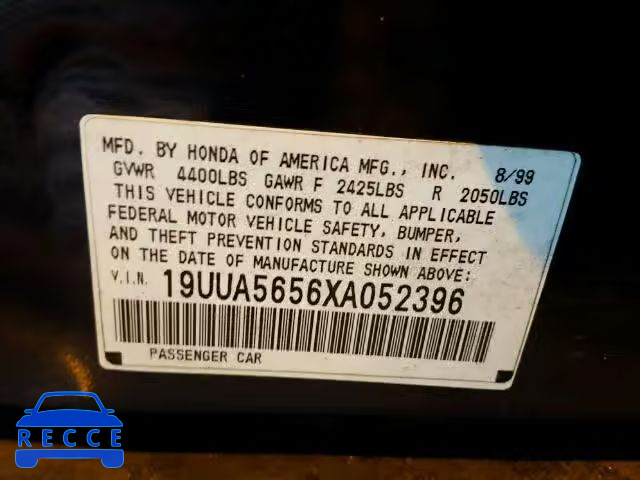 MFD. BY HONDA OF AMERICA MFG., INC. 8/99
GVWR 4400LBS GAWR F 2425LBS R 2050LBS
THIS VEHICLE CONFORMS TO ALL APPLICABLE
FEDERAL MOTOR VEHICLE SAFETY, BUMPER,
AND THEFT PREVENTION STANDARDS IN EFFECT
ON THE DATE OF MANUFACTURE SHOWN ABOVE:
V.I.N. 19UUA5656XA052396
PASSENGER CAR
RECCE